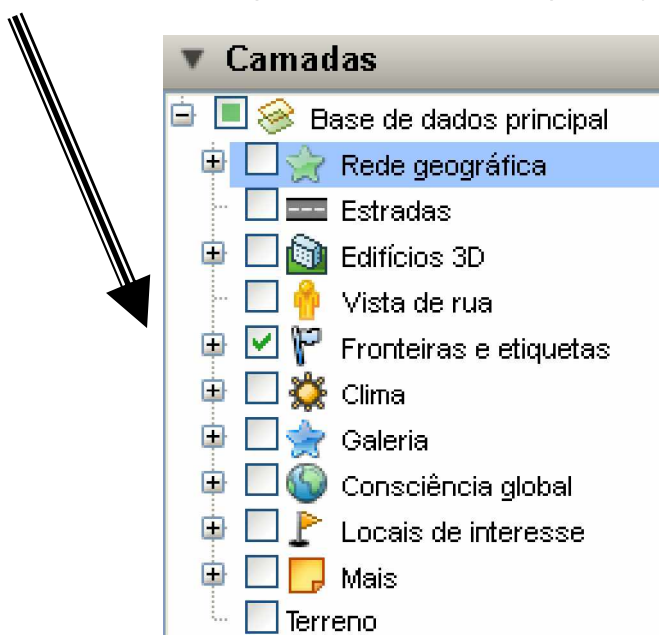 Camadas
Base de dados principal
Rede geográfica
Estradas
Edifícios 3D
Vista de rua
Fronteiras e etiquetas
Clima
Galeria
Consciência global
Locais de interesse
Mais
Terreno